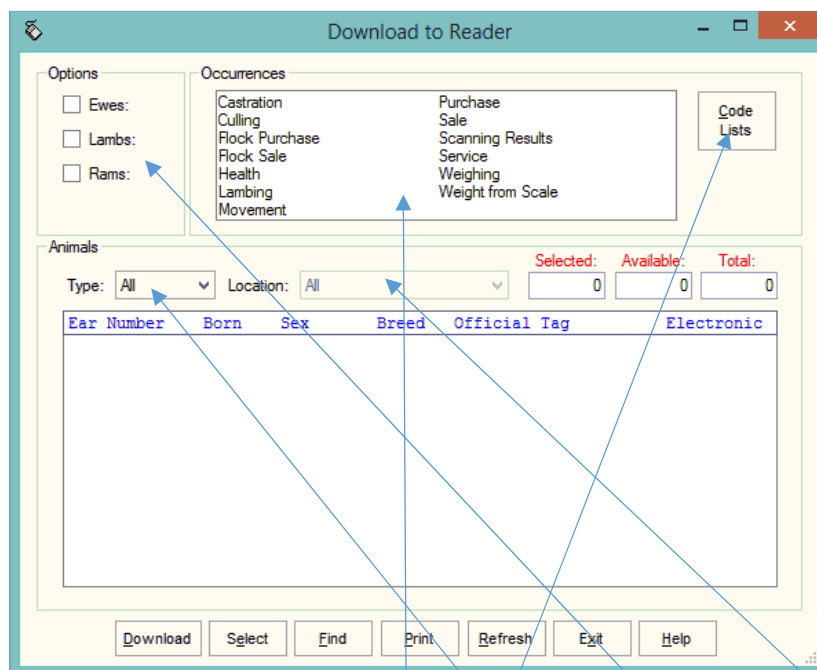 Download to Reader
Options
Occurrences
Ewes:
Lambs:
Rams:
Castration
Culling
Flock Purchase
Flock Sale
Health
Lambing
Movement
Purchase
Sale
Scanning Results
Service
Weighing
Weight from Scale
Code
Lists
Animals
Selected: Available: Total:
Type: All Location: All 0 0 0
Ear Number Born Sex Breed Official Tag Electronic
Download Select Find Print Refresh Exit Help